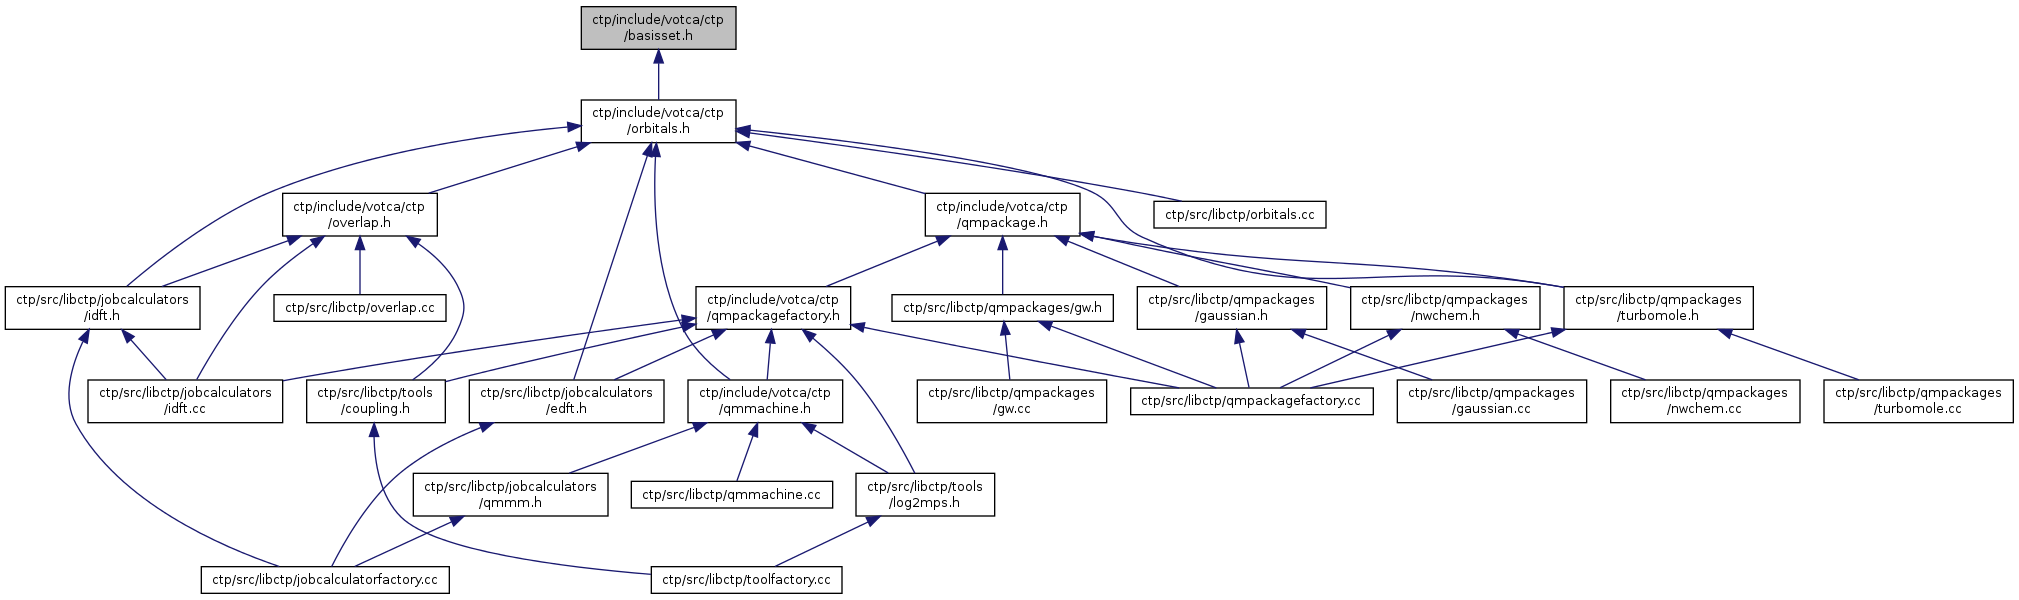 ctp/include/votca/ctp
/basisset.h
ctp/include/votca/ctp
/orbitals.h
ctp/include/votca/ctp
/overlap.h
ctp/include/votca/ctp
/qmpackage.h
ctp/src/libctp/orbitals.cc
ctp/src/libctp/jobcalculators
/idft.h
ctp/src/libctp/overlap.cc
ctp/include/votca/ctp
/qmpackagefactory.h
ctp/src/libctp/qmpackages/gw.h
ctp/src/libctp/qmpackages
/gaussian.h
ctp/src/libctp/qmpackages
/nwchem.h
ctp/src/libctp/qmpackages
/turbomole.h
ctp/src/libctp/jobcalculators
/idft.cc
ctp/src/libctp/tools
/coupling.h
ctp/src/libctp/jobcalculators
/edft.h
ctp/include/votca/ctp
/qmmachine.h
ctp/src/libctp/qmpackages
/gw.cc
ctp/src/libctp/qmpackagefactory.cc
ctp/src/libctp/qmpackages
/gaussian.cc
ctp/src/libctp/qmpackages
/nwchem.cc
ctp/src/libctp/qmpackages
/turbomole.cc
ctp/src/libctp/jobcalculators
/qmmm.h
ctp/src/libctp/qmmachine.cc
ctp/src/libctp/tools
/log2mps.h
ctp/src/libctp/jobcalculatorfactory.cc
ctp/src/libctp/toolfactory.cc